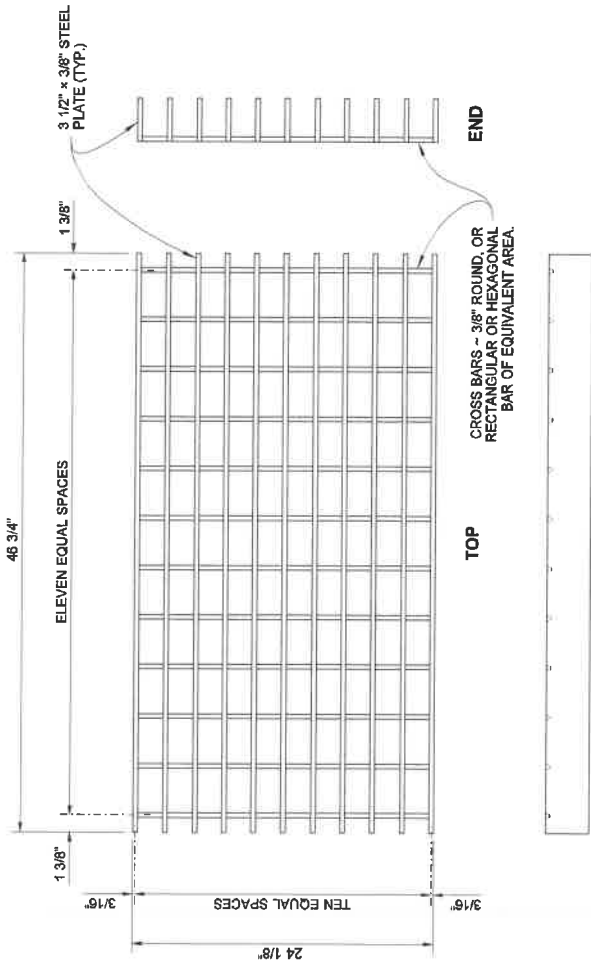 46 3/4"
1 3/8"
ELEVEN EQUAL SPACES
1 3/8"
3 1/2" × 3/8" STEEL
PLATE (TYP.)
3/16"
TEN EQUAL SPACES
24 1/8"
3/16"
TOP
END
CROSS BARS ~ 3/8" ROUND, OR
RECTANGULAR OR HEXAGONAL
BAR OF EQUIVALENT AREA.